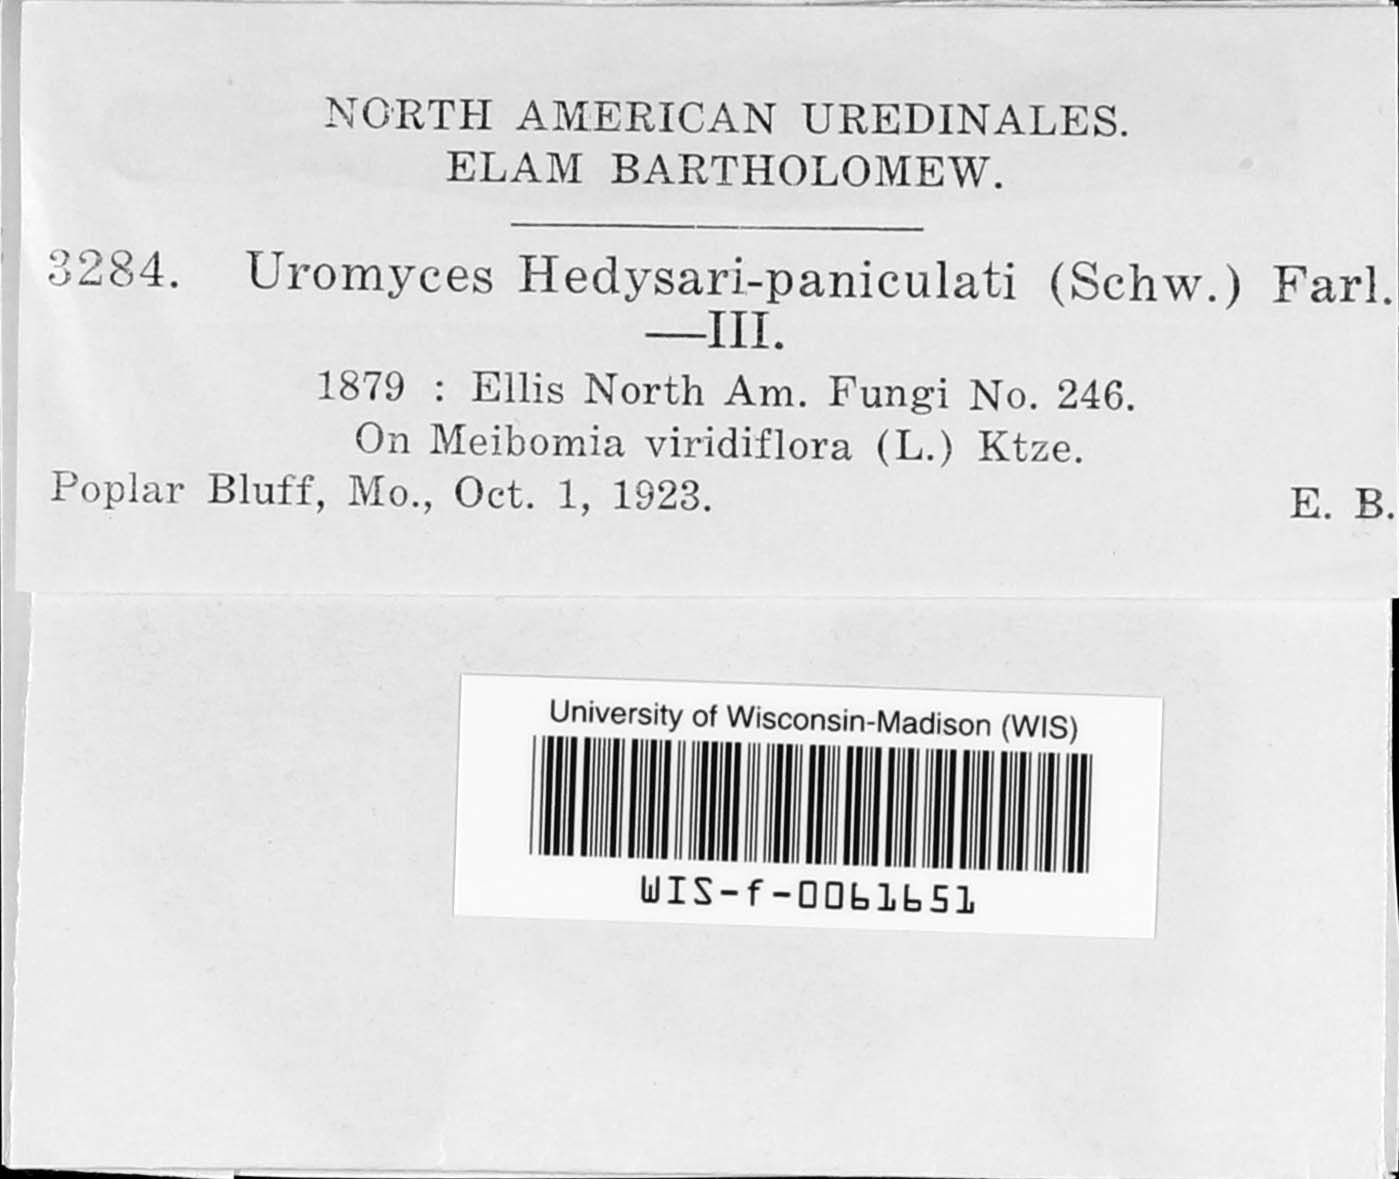 NORTH AMERICAN UREDINALES.
ELAM BARTHOLOMEW.
3284. Uromyces Hedysari-paniculati (Schw.) Farl.
—III.
1879 : Ellis North Am. Fungi No. 246.
On Meibomia viridiflora (L.) Ktze.
Poplar Bluff, Mo., Oct. 1, 1923. E. B.
University of Wisconsin-Madison (WIS)
WIS-f-0061651